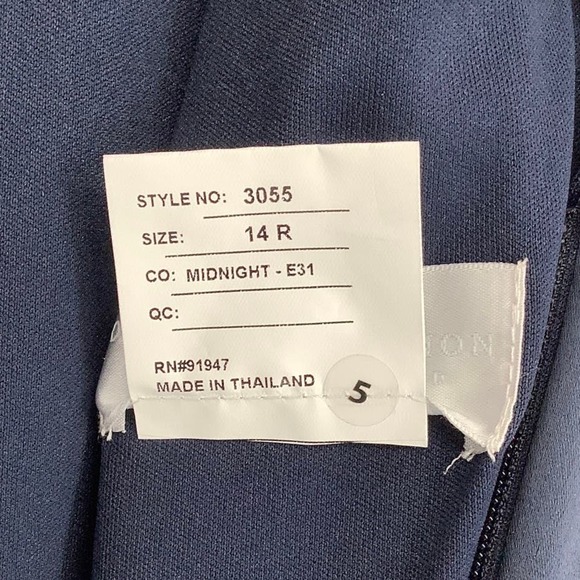 STYLE NO: 3055
SIZE: 14 R
CO: MIDNIGHT - E31
QC:
RN#91947
MADE IN THAILAND
5